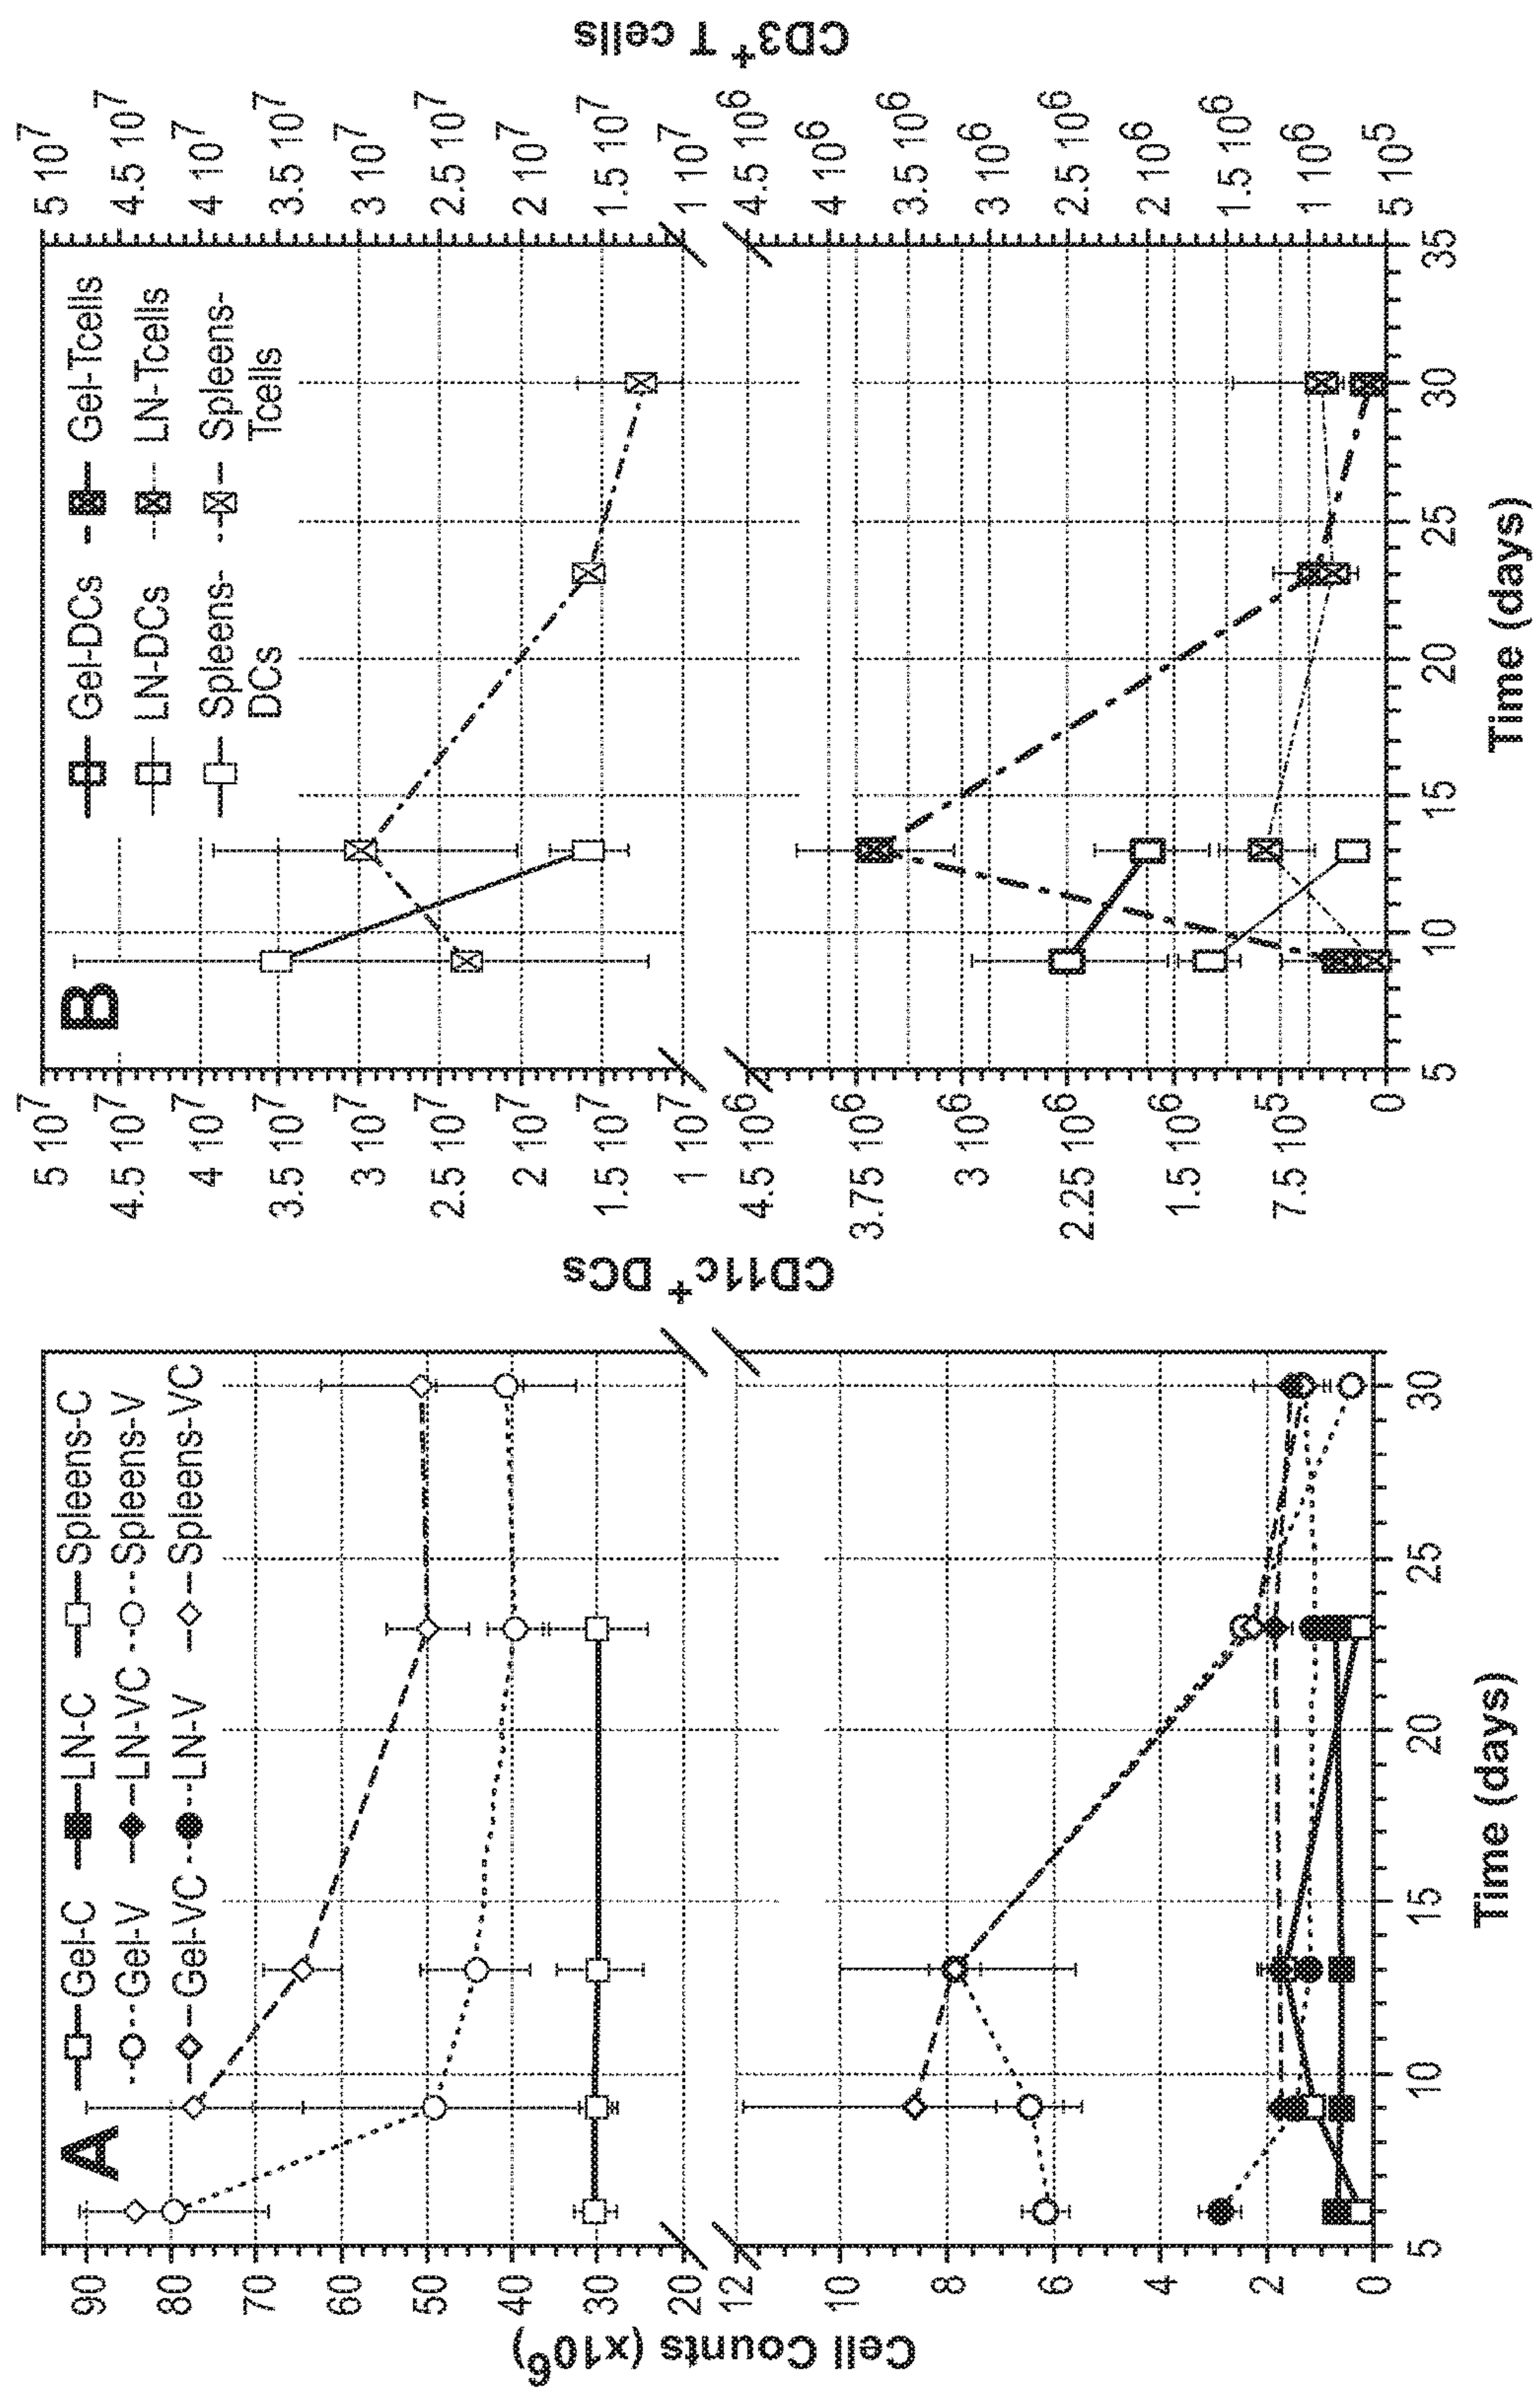 A
Gel-C
LN-C
Spleens-C
Gel-V
LN-VC
Spleens-V
Gel-VC
LN-V
Spleens-VC
Cell Counts (x10⁶)
90
80
70
60
50
40
30
20
12
10
8
6
4
2
0
5
10
15
20
25
30
Time (days)
B
Gel-DCs
Gel-Tcells
LN-DCs
LN-Tcells
Spleens-
DCs
Spleens-
Tcells
CD11c⁺ DCs
5 10⁷
4.5 10⁷
4 10⁷
3.5 10⁷
3 10⁷
2.5 10⁷
2 10⁷
1.5 10⁷
1 10⁷
4.5 10⁶
3.75 10⁶
3 10⁶
2.25 10⁶
1.5 10⁶
7.5 10⁵
0
5
10
15
20
25
30
35
Time (days)
5 10⁷
4.5 10⁷
4 10⁷
3.5 10⁷
3 10⁷
2.5 10⁷
2 10⁷
1.5 10⁷
1 10⁷
4.5 10⁶
4 10⁶
3.5 10⁶
3 10⁶
2.5 10⁶
2 10⁶
1.5 10⁶
1 10⁶
5 10⁵
CD3⁺ T cells